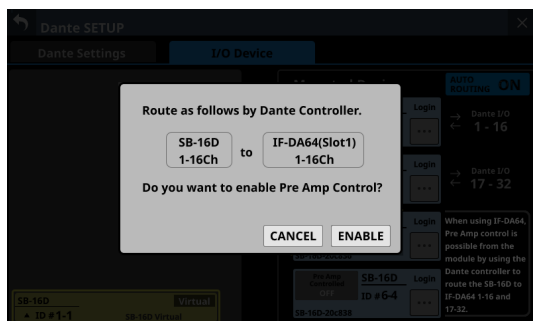 Dante SETUP
Dante Settings
I/O Device
AUTO
ROUTING ON
Route as follows by Dante Controller.
SB-16D
1-16Ch
to
IF-DA64(Slot1)
1-16Ch
Do you want to enable Pre Amp Control?
CANCEL
ENABLE
Login
...
Dante I/O
1 - 16
Login
...
Dante I/O
17 - 32
Login
...
When using IF-DA64,
Pre Amp control is
possible from the
module by using the
Dante controller to
route the SB-16D to
IF-DA64 1-16 and
17-32.
Pre Amp
Controlled
OFF
SB-16D
ID #6-4
Login
...
SB-16D-20cE38
SB-16D
Virtual
ID #1-1
SB-16D Virtual